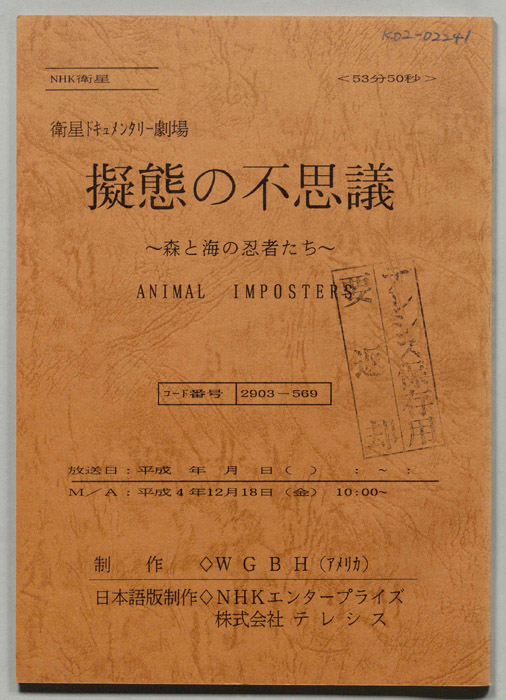 K02-02241
NHK衛星
＜53分50秒＞
衛星ドキュメンタリー劇場
擬態の不思議
～森と海の忍者たち～
ANIMAL IMPOSTERS
テレシス保存用
要返却
コード番号 2903－569
放送日：平成 年 月 日（ ） ： ～ ：
M／A：平成4年12月18日（金） 10:00～
制作 ◇WGBH（アメリカ）
日本語版制作◇NHKエンタープライズ
株式会社 テレシス